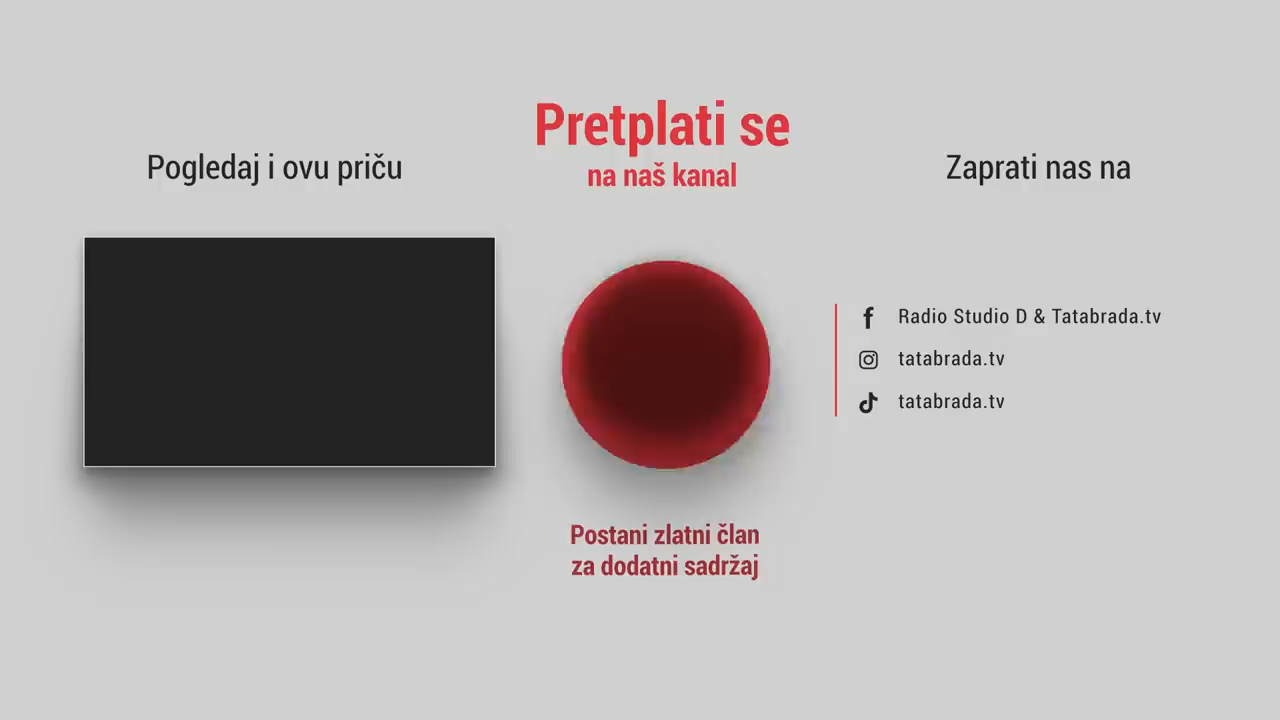 Pogledaj i ovu priču
Pretplati se
na naš kanal
Postani zlatni član
za dodatni sadržaj
Zaprati nas na
Radio Studio D & Tatabrada.tv
tatabrada.tv
tatabrada.tv